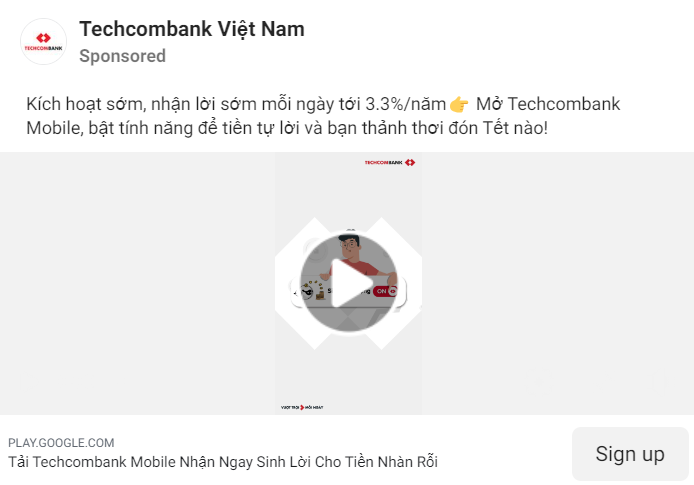 TECHCOMBANK
Techcombank Việt Nam
Sponsored
Kích hoạt sớm, nhận lời sớm mỗi ngày tới 3.3%/năm👉 Mở Techcombank
Mobile, bật tính năng để tiền tự lời và bạn thảnh thơi đón Tết nào!
TECHCOMBANK
ON
VƯỢT TRỘI MỖI NGÀY
PLAY.GOOGLE.COM
Tải Techcombank Mobile Nhận Ngay Sinh Lời Cho Tiền Nhàn Rỗi
Sign up